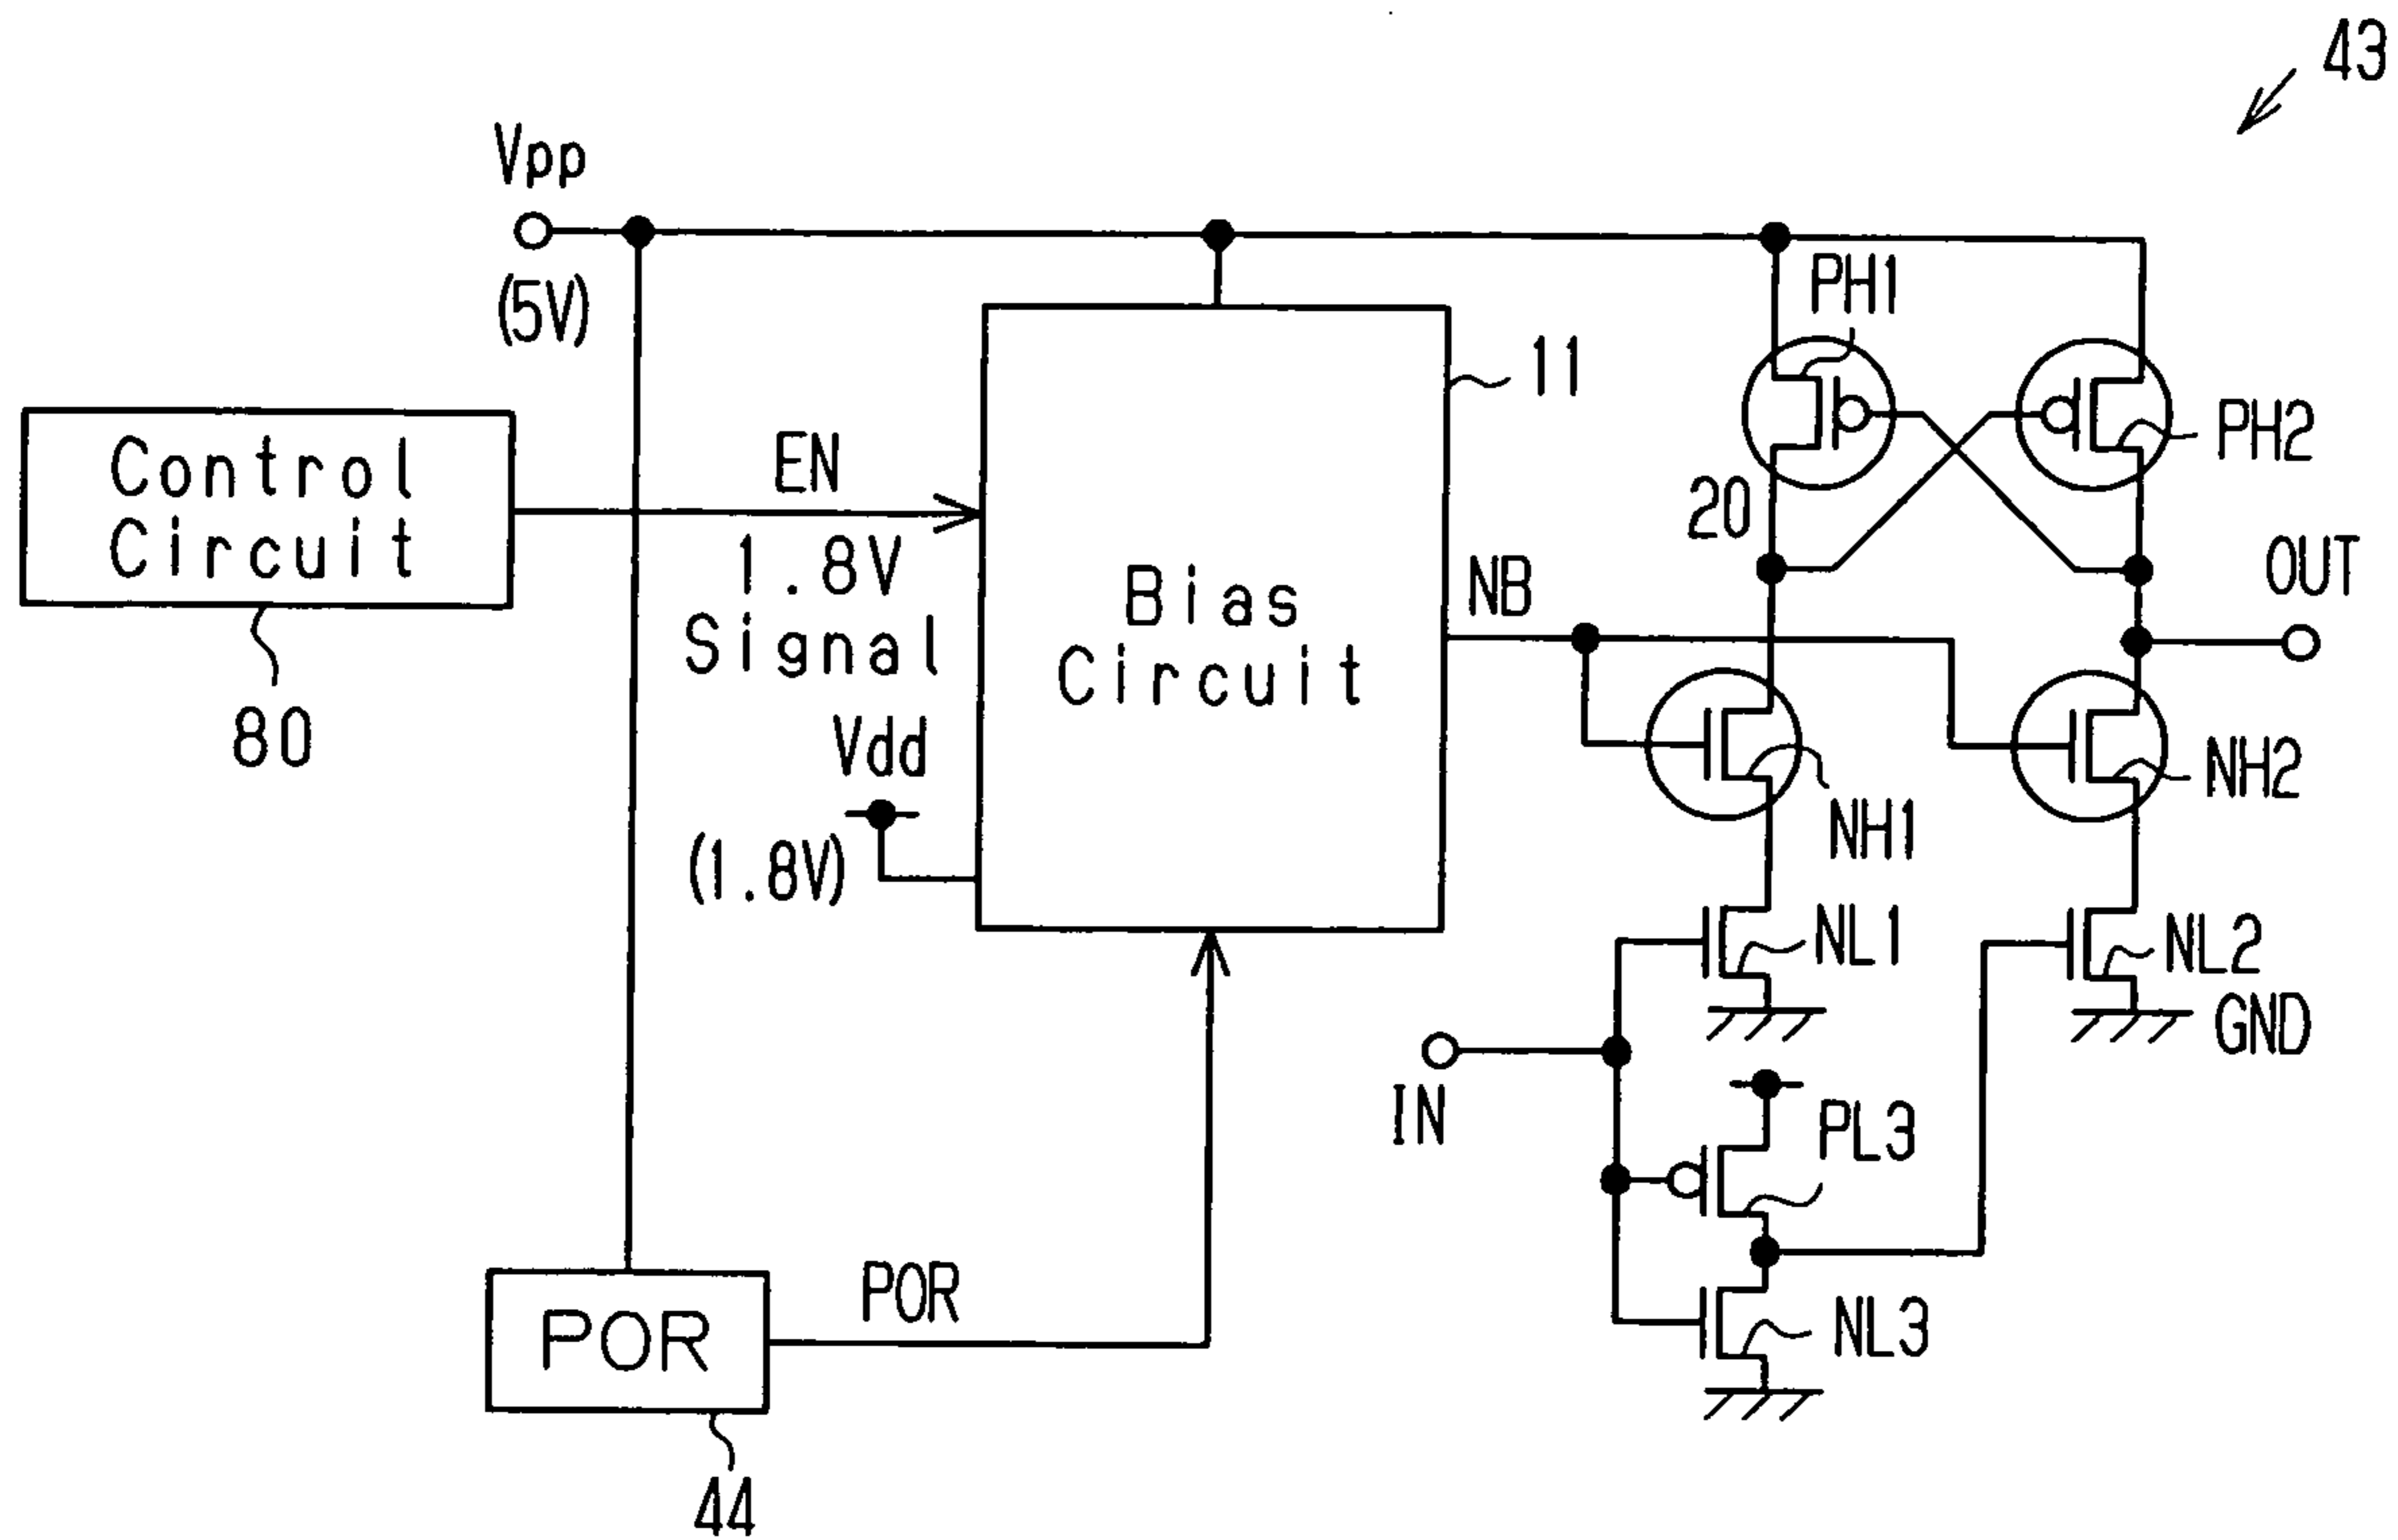 43
Vpp
(5V)
PH1
11
Control
Circuit
EN
PH2
20
1.8V
Signal
OUT
Bias
Circuit
NB
80
Vdd
NH2
(1.8V)
NH1
NL1
NL2
GND
IN
PL3
POR
POR
NL3
44